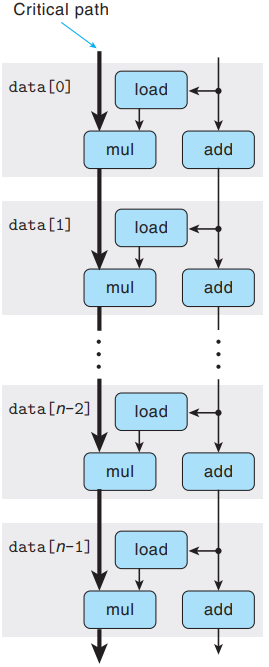 Critical path
data[0]
load
mul
add
data[1]
load
mul
add
data[n-2]
load
mul
add
data[n-1]
load
mul
add